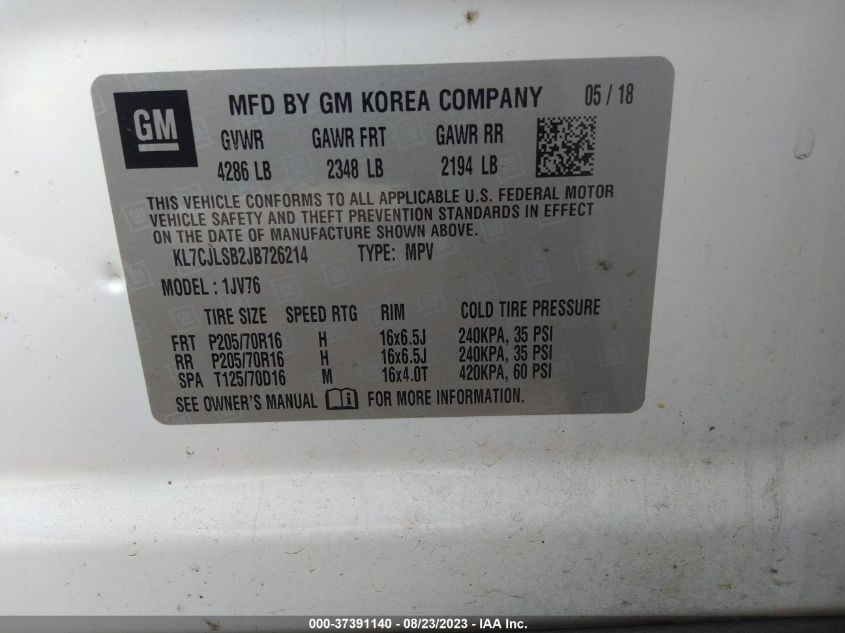 GM
MFD BY GM KOREA COMPANY 05 / 18
GVWR GAWR FRT GAWR RR
4286 LB 2348 LB 2194 LB
THIS VEHICLE CONFORMS TO ALL APPLICABLE U.S. FEDERAL MOTOR
VEHICLE SAFETY AND THEFT PREVENTION STANDARDS IN EFFECT
ON THE DATE OF MANUFACTURE SHOWN ABOVE.
KL7CJLSB2JB726214 TYPE: MPV
MODEL : 1JV76
TIRE SIZE SPEED RTG RIM COLD TIRE PRESSURE
FRT P205/70R16 H 16x6.5J 240KPA, 35 PSI
RR P205/70R16 H 16x6.5J 240KPA, 35 PSI
SPA T125/70D16 M 16x4.0T 420KPA, 60 PSI
SEE OWNER'S MANUAL FOR MORE INFORMATION.
000-37391140 - 08/23/2023 - IAA Inc.